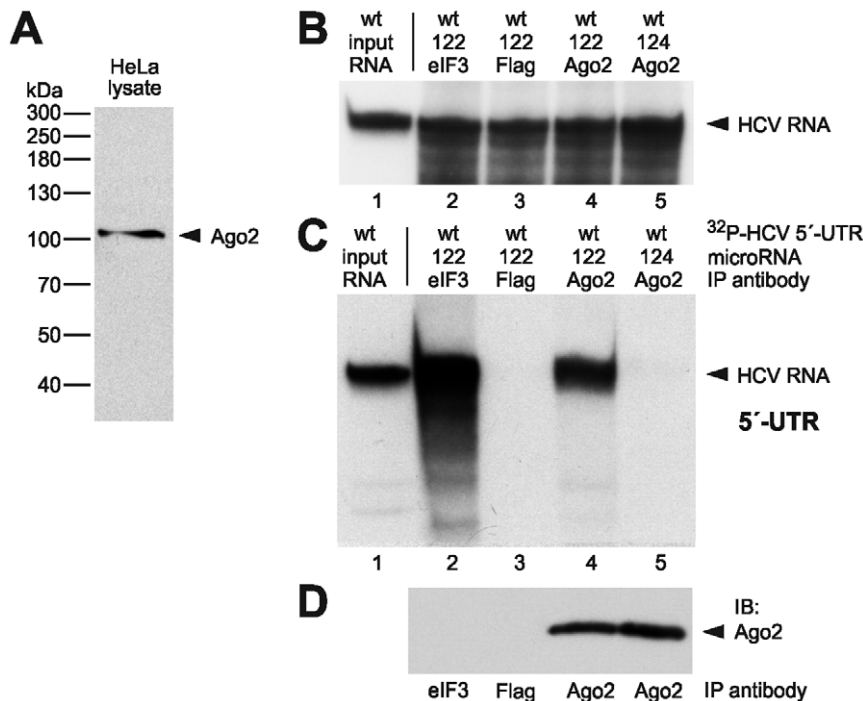 A
HeLa
lysate
kDa
300
250
180
130
100
70
50
40
Ago2
B
wt wt wt wt wt
input 122 122 122 124
RNA eIF3 Flag Ago2 Ago2
HCV RNA
1 2 3 4 5
C
wt wt wt wt wt 32P-HCV 5´-UTR
input 122 122 122 124 microRNA
RNA eIF3 Flag Ago2 Ago2 IP antibody
HCV RNA
5´-UTR
1 2 3 4 5
D
IB:
Ago2
eIF3 Flag Ago2 Ago2 IP antibody